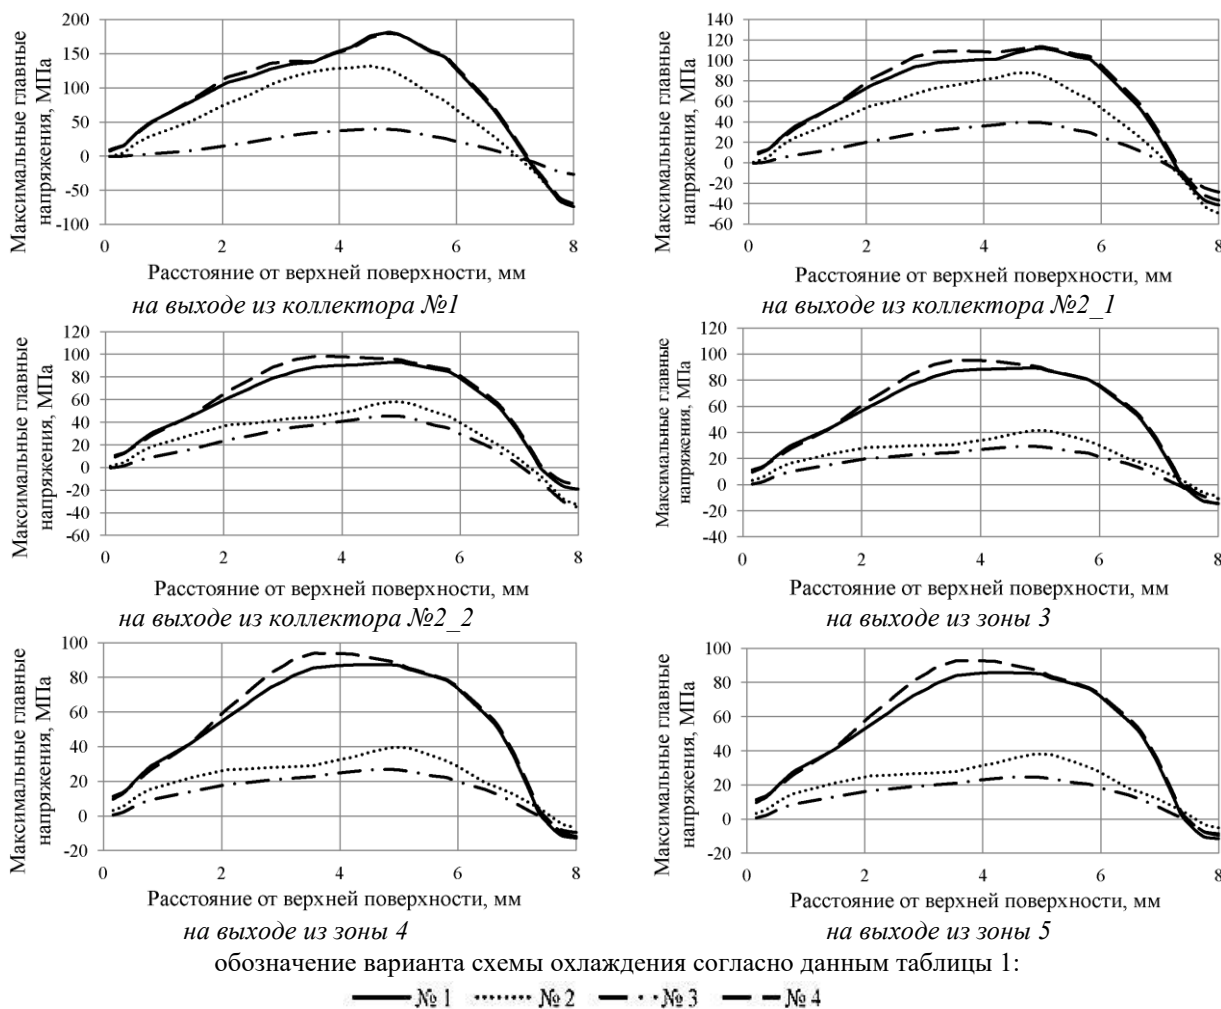 Максимальные главные
напряжения, МПа
200
150
100
50
0
-50
-100
0 2 4 6 8
Расстояние от верхней поверхности, мм
на выходе из коллектора №1
Максимальные главные
напряжения, МПа
140
120
100
80
60
40
20
0
-20
-40
-60
0 2 4 6 8
Расстояние от верхней поверхности, мм
на выходе из коллектора №2_1
Максимальные главные
напряжения, МПа
120
100
80
60
40
20
0
-20
-40
-60
0 2 4 6 8
Расстояние от верхней поверхности, мм
на выходе из коллектора №2_2
Максимальные главные
напряжения, МПа
120
100
80
60
40
20
0
-20
-40
0 2 4 6 8
Расстояние от верхней поверхности, мм
на выходе из зоны 3
Максимальные главные
напряжения, МПа
100
80
60
40
20
0
-20
0 2 4 6 8
Расстояние от верхней поверхности, мм
на выходе из зоны 4
Максимальные главные
напряжения, МПа
100
80
60
40
20
0
-20
0 2 4 6 8
Расстояние от верхней поверхности, мм
на выходе из зоны 5
обозначение варианта схемы охлаждения согласно данным таблицы 1:
№ 1 № 2 № 3 № 4